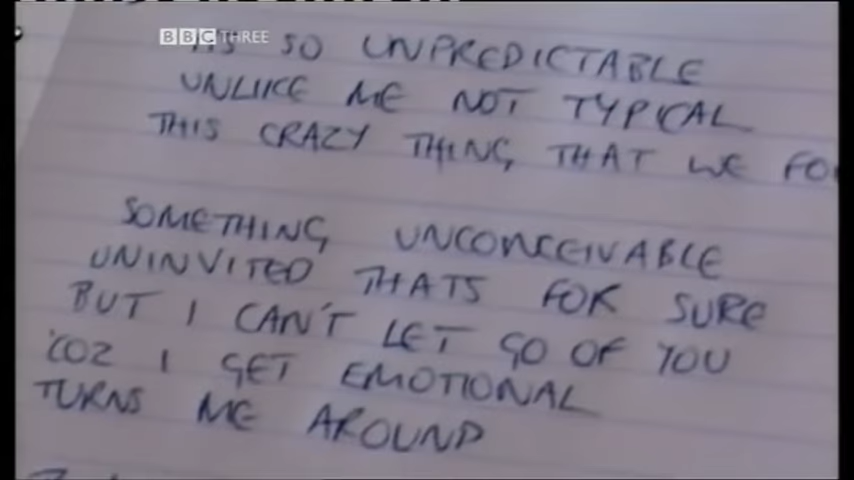 BBC THREE
SO UNPREDICTABLE
UNLIKE ME NOT TYPICAL
THIS CRAZY THING THAT WE FO
SOMETHING UNCONCEIVABLE
UNINVITED THATS FOR SURE
BUT I CAN'T LET GO OF YOU
'COZ I GET EMOTIONAL
TURNS ME AROUND